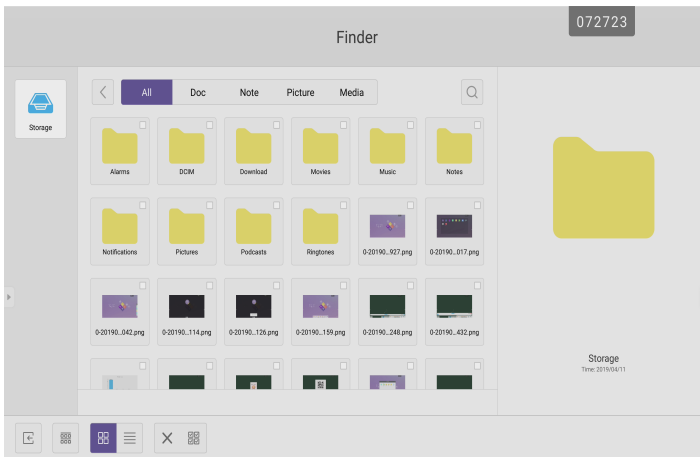 072723
Finder
Storage
All Doc Note Picture Media
Alarms DCIM Download Movies Music Notes
Notifications Pictures Podcasts Ringtones 0-20190...927.png 0-20190...017.png
0-20190...042.png 0-20190...114.png 0-20190...126.png 0-20190...159.png 0-20190...248.png 0-20190...432.png
Storage
Time: 2019/04/11